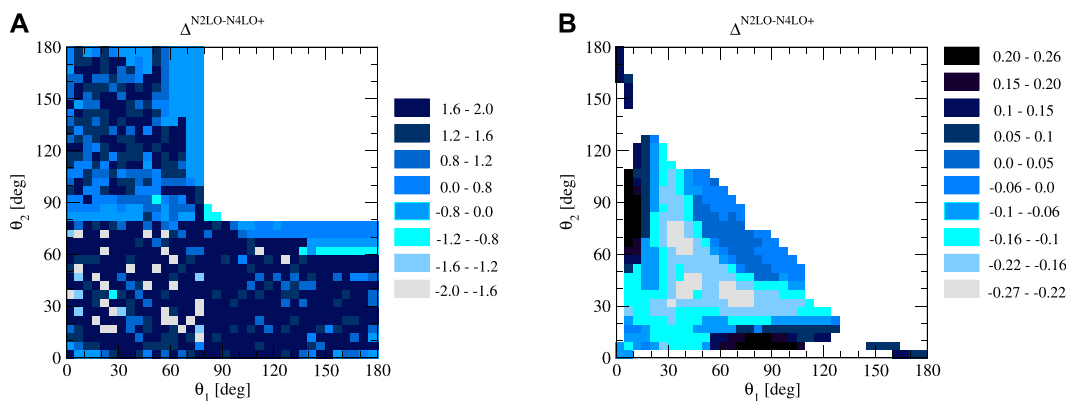 A
ΔN2LO-N4LO+
180
150
120
90
60
30
0
θ2 [deg]
0 30 60 90 120 150 180
θ1 [deg]
1.6 - 2.0
1.2 - 1.6
0.8 - 1.2
0.0 - 0.8
-0.8 - 0.0
-1.2 - -0.8
-1.6 - -1.2
-2.0 - -1.6
B
ΔN2LO-N4LO+
180
150
120
90
60
30
0
θ2 [deg]
0 30 60 90 120 150 180
θ1 [deg]
0.20 - 0.26
0.15 - 0.20
0.1 - 0.15
0.05 - 0.1
0.0 - 0.05
-0.06 - 0.0
-0.1 - -0.06
-0.16 - -0.1
-0.22 - -0.16
-0.27 - -0.22